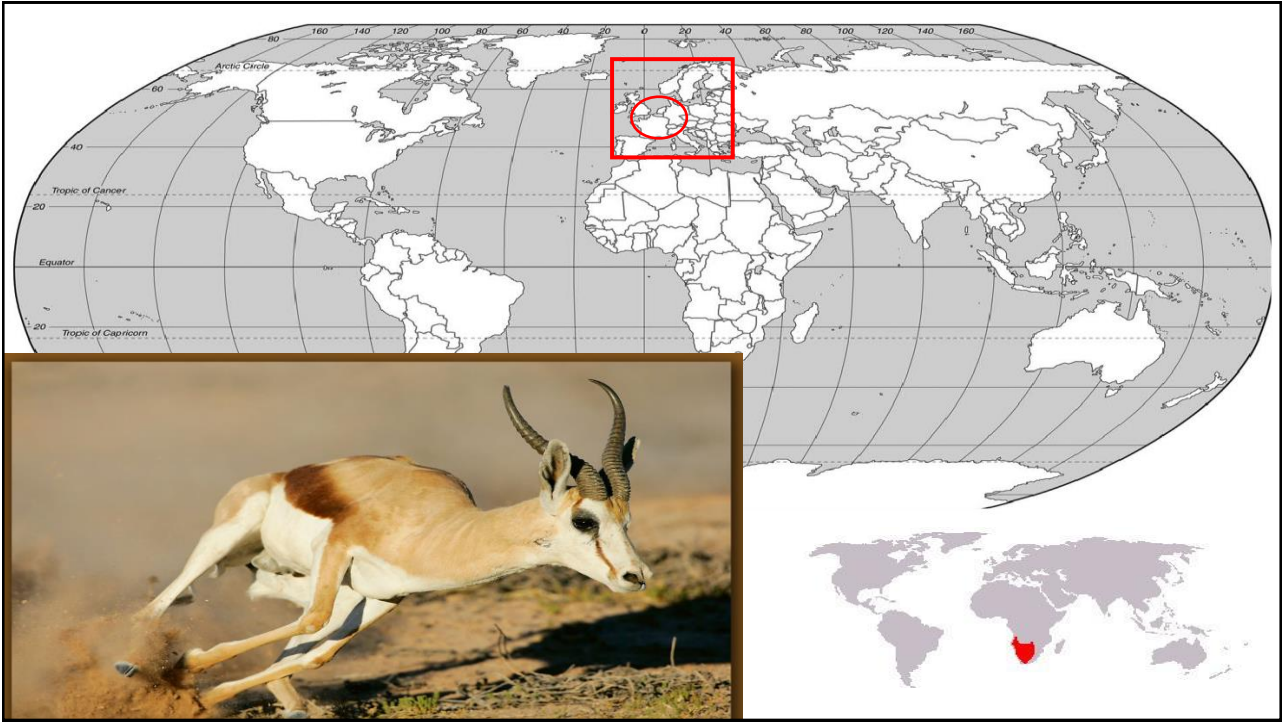 160 140 120 100 80 60 40 20 0 20 40 60 80 100 120 140 160
80
Arctic Circle
60
40
Tropic of Cancer
20
Equator
20
Tropic of Capricorn